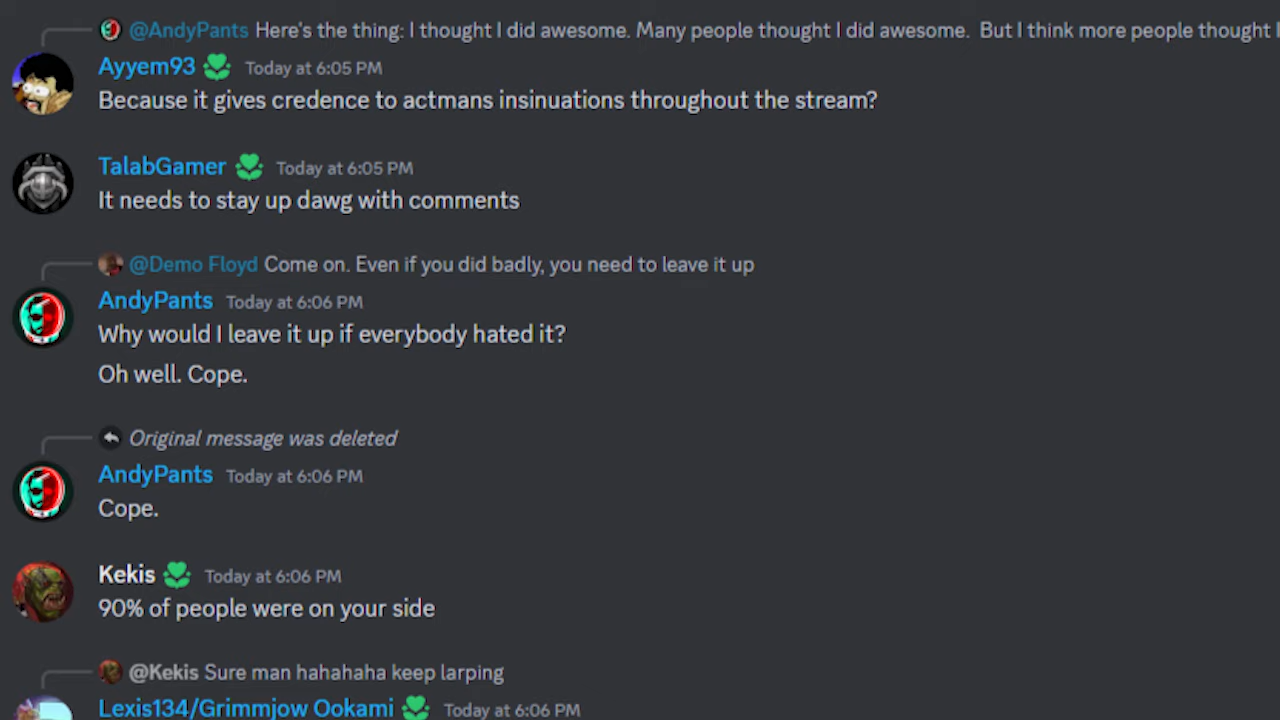 @AndyPants Here's the thing: I thought I did awesome. Many people thought I did awesome. But I think more people thought I
Ayyem93 Today at 6:05 PM
Because it gives credence to actmans insinuations throughout the stream?
TalabGamer Today at 6:05 PM
It needs to stay up dawg with comments
@Demo Floyd Come on. Even if you did badly, you need to leave it up
AndyPants Today at 6:06 PM
Why would I leave it up if everybody hated it?
Oh well. Cope.
Original message was deleted
AndyPants Today at 6:06 PM
Cope.
Kekis Today at 6:06 PM
90% of people were on your side
@Kekis Sure man hahahaha keep larping
Lexis134/Grimmjow Ookami Today at 6:06 PM